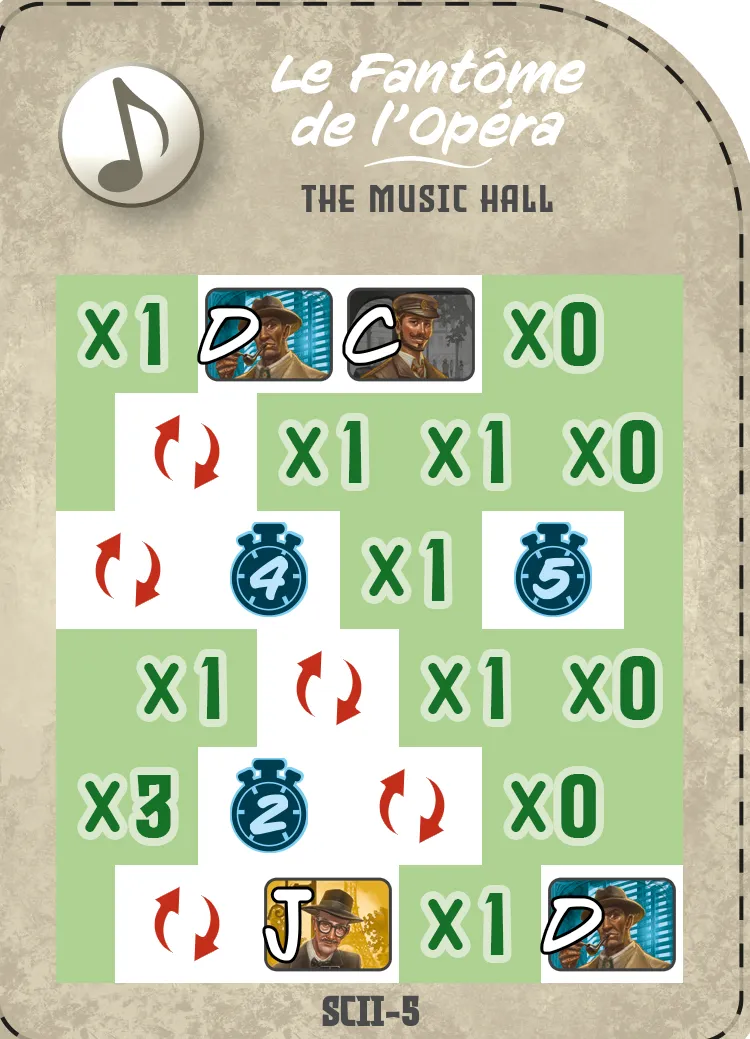 Le Fantôme
de l'Opéra
THE MUSIC HALL
X1 D C X0
X1 X1 X0
4 X1 5
X1 X1 X0
X3 2 X0
J X1 D
SCII-5